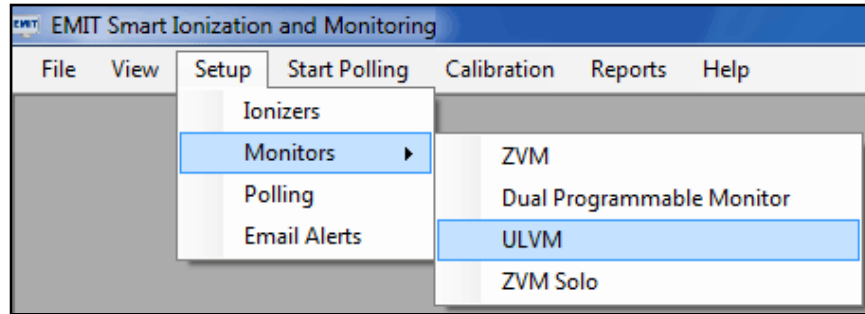 EMIT EMIT Smart Ionization and Monitoring
File View Setup Start Polling Calibration Reports Help
Ionizers
Monitors
Polling
Email Alerts
ZVM
Dual Programmable Monitor
ULVM
ZVM Solo